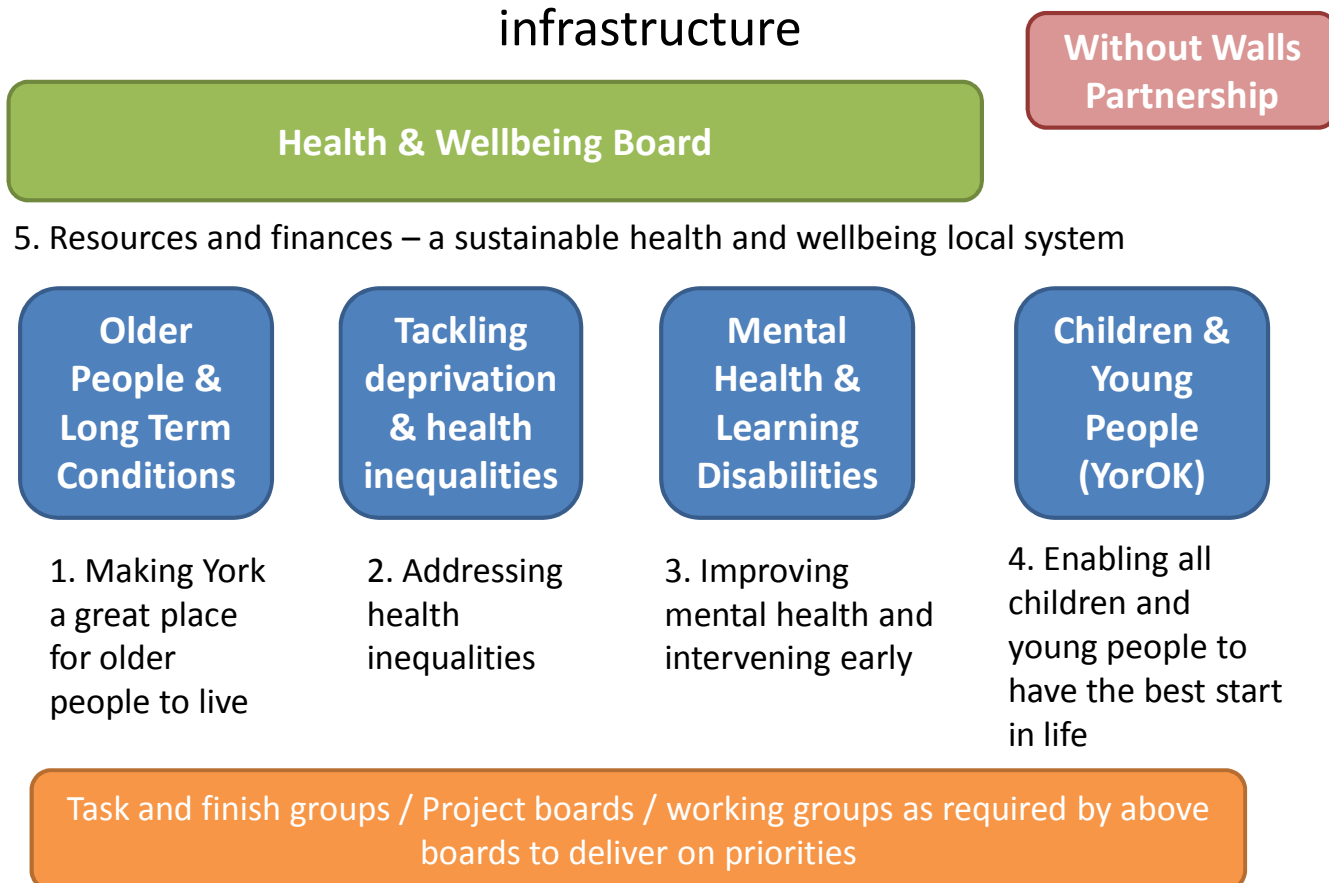 infrastructure
Without Walls
Partnership
Health & Wellbeing Board
5. Resources and finances – a sustainable health and wellbeing local system
Older
People &
Long Term
Conditions
Tackling
deprivation
& health
inequalities
Mental
Health &
Learning
Disabilities
Children &
Young
People
(YorOK)
1. Making York
a great place
for older
people to live
2. Addressing
health
inequalities
3. Improving
mental health and
intervening early
4. Enabling all
children and
young people to
have the best start
in life
Task and finish groups / Project boards / working groups as required by above
boards to deliver on priorities